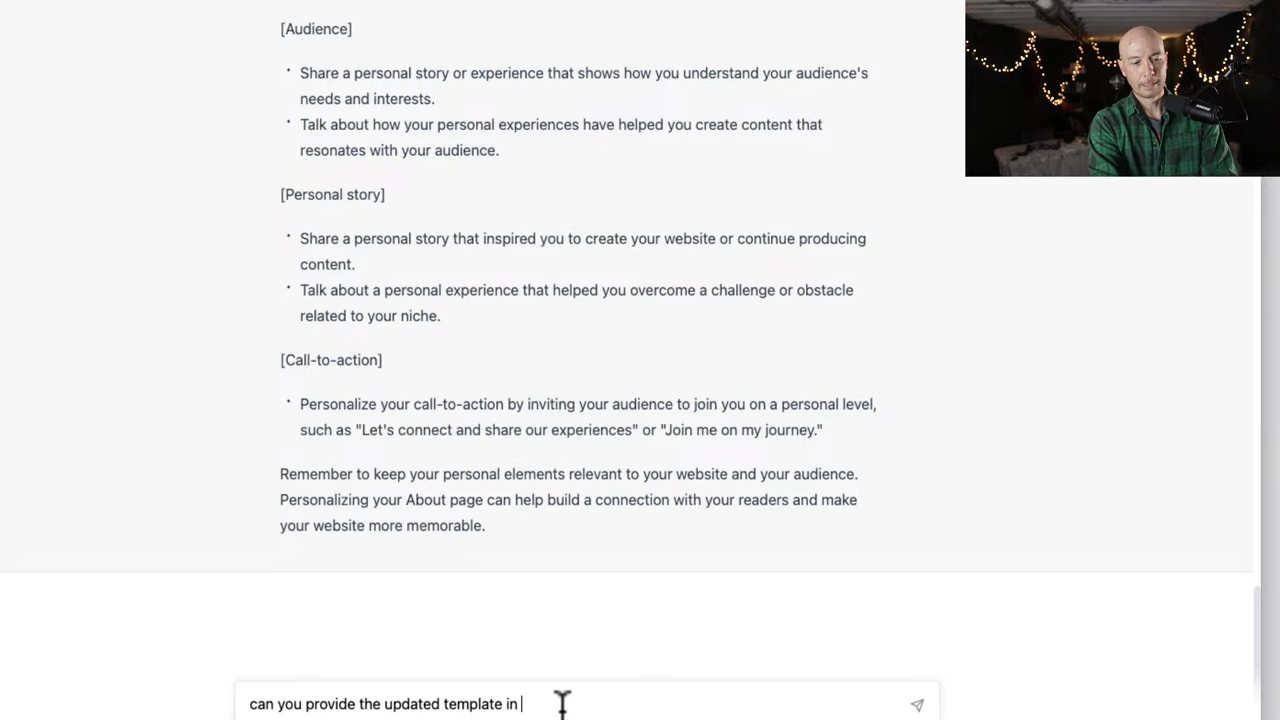 [Audience]
• Share a personal story or experience that shows how you understand your audience's
needs and interests.
• Talk about how your personal experiences have helped you create content that
resonates with your audience.
[Personal story]
• Share a personal story that inspired you to create your website or continue producing
content.
• Talk about a personal experience that helped you overcome a challenge or obstacle
related to your niche.
[Call-to-action]
• Personalize your call-to-action by inviting your audience to join you on a personal level,
such as "Let's connect and share our experiences" or "Join me on my journey."
Remember to keep your personal elements relevant to your website and your audience.
Personalizing your About page can help build a connection with your readers and make
your website more memorable.
can you provide the updated template in